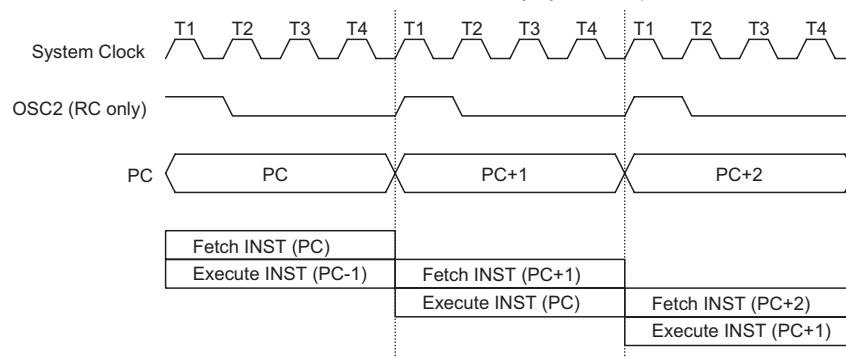 T1 T2 T3 T4 T1 T2 T3 T4 T1 T2 T3 T4
System Clock
OSC2 (RC only)
PC PC PC+1 PC+2
Fetch INST (PC)
Execute INST (PC-1) Fetch INST (PC+1)
Execute INST (PC) Fetch INST (PC+2)
Execute INST (PC+1)